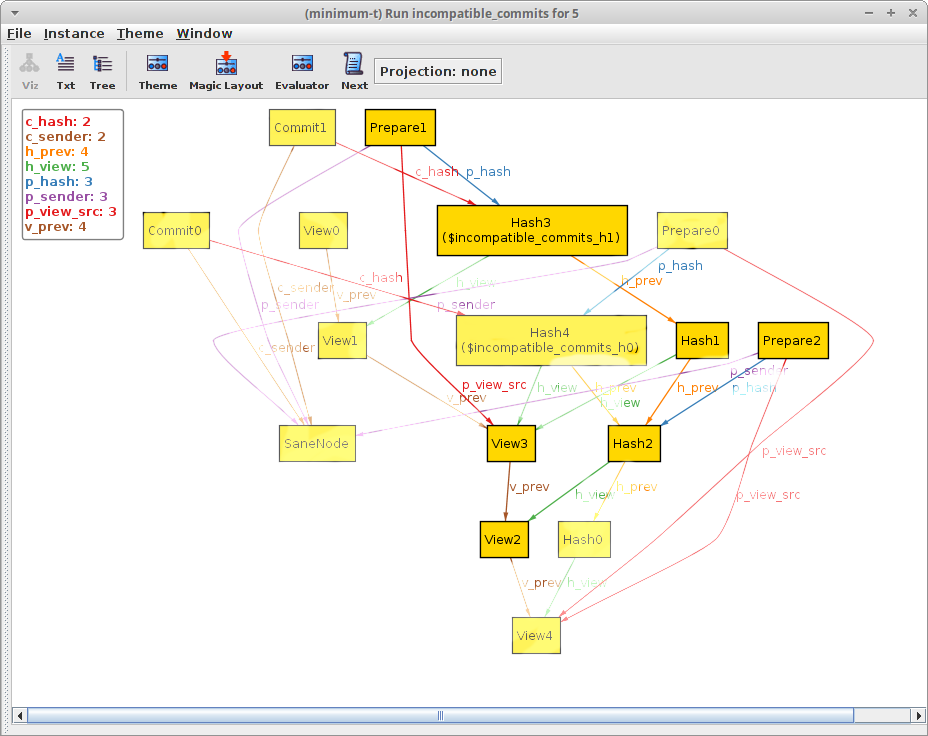 (minimum-t) Run incompatible_commits for 5
File Instance Theme Window
Viz Txt Tree Theme Magic Layout Evaluator Next Projection: none
c_hash: 2
c_sender: 2
h_prev: 4
h_view: 5
p_hash: 3
p_sender: 3
p_view_src: 3
v_prev: 4
Commit1 Prepare1
c_hash p_hash
Hash3
($incompatible_commits_h1)
Commit0 View0 Prepare0
p_hash
c_hash h_view h_prev
c_sender v_prev
p_sender p_sender
Hash4
($incompatible_commits_h0)
View1 Hash1 Prepare2
c_sender
p_sender
p_view_src h_view h_prev h_prev p_hash
v_prev h_view
SaneNode View3 Hash2
p_view_src
v_prev h_view h_prev p_view_src
View2 Hash0
v_prev h_view
View4